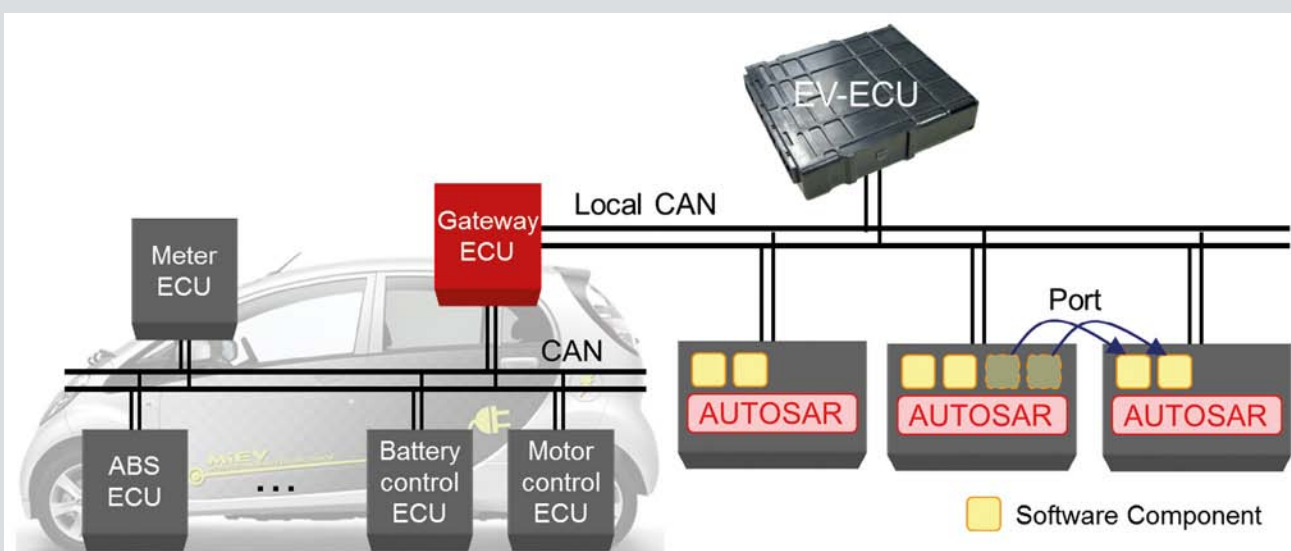 EV-ECU
Local CAN
Gateway
ECU
Meter
ECU
Port
CAN
AUTOSAR
AUTOSAR
AUTOSAR
ABS
ECU
MiEV
...
Battery
control
ECU
Motor
control
ECU
Software Component